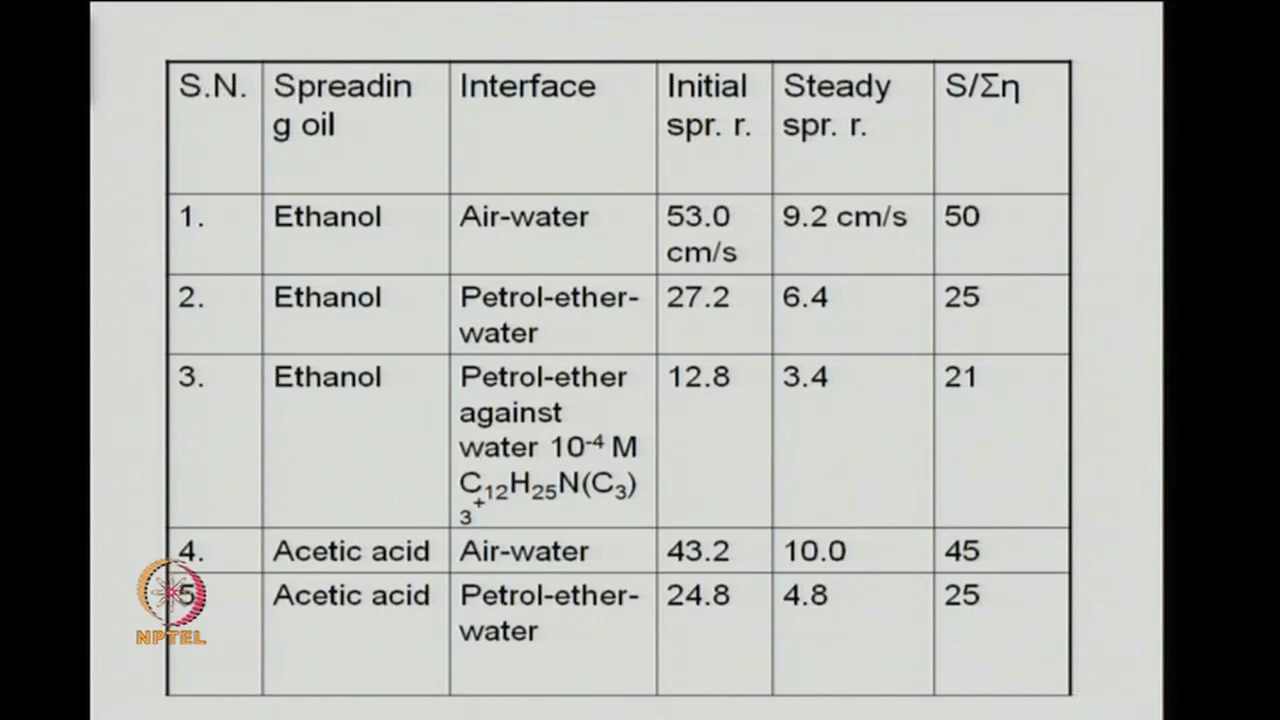 S.N. Spreadin Interface Initial Steady S/Ση
g oil spr. r. spr. r.
1. Ethanol Air-water 53.0 9.2 cm/s 50
cm/s
2. Ethanol Petrol-ether- 27.2 6.4 25
water
3. Ethanol Petrol-ether 12.8 3.4 21
against
water 10⁻⁴ M
C₁₂H₂₅N(C₃)
₃⁺
4. Acetic acid Air-water 43.2 10.0 45
5 Acetic acid Petrol-ether- 24.8 4.8 25
water
NPTEL